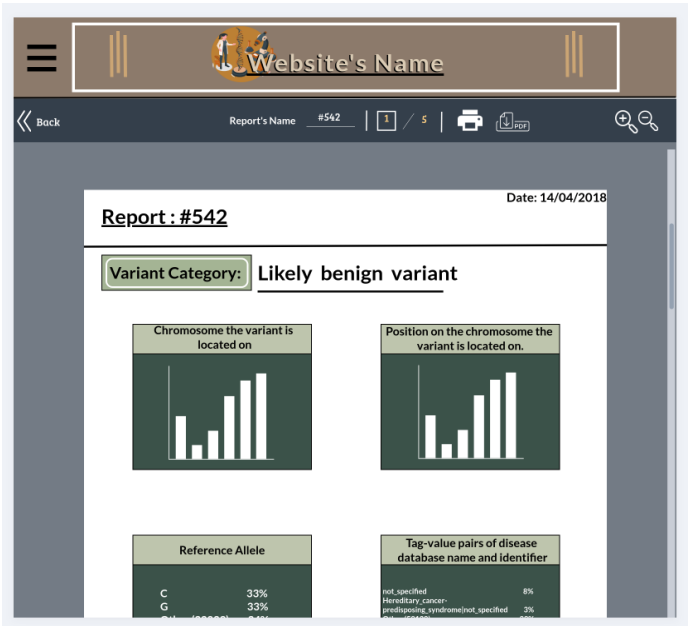 Website's Name
Back
Report's Name #542 1 / 5
PDF
Date: 14/04/2018
Report : #542
Variant Category: Likely benign variant
Chromosome the variant is
located on
Position on the chromosome the
variant is located on.
Reference Allele
C 33%
G 33%
Tag-value pairs of disease
database name and identifier
not_specified 8%
Hereditary_cancer-
predisposing_syndrome|not_specified 3%